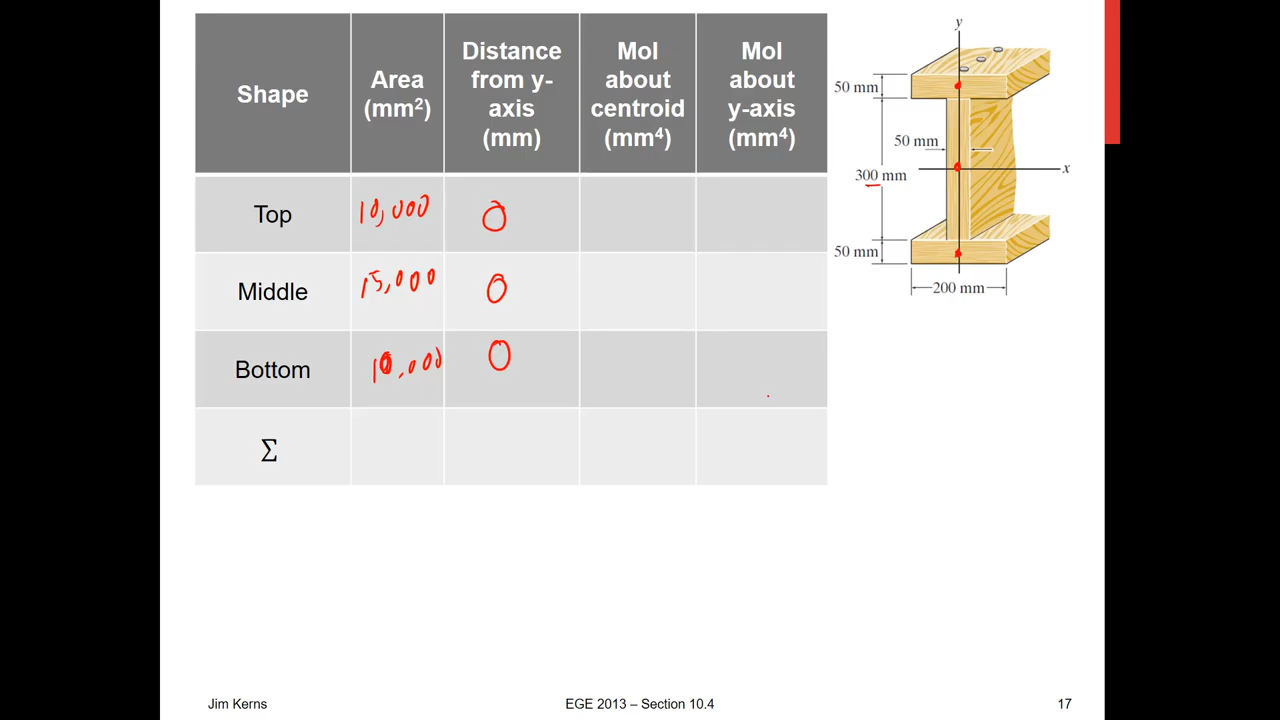 Shape
Area
(mm²)
Distance
from y-
axis
(mm)
MoI
about
centroid
(mm⁴)
MoI
about
y-axis
(mm⁴)
Top
10,000
0
Middle
15,000
0
Bottom
10,000
0
Σ
y
50 mm
50 mm
x
300 mm
50 mm
200 mm
Jim Kerns
EGE 2013 – Section 10.4
17